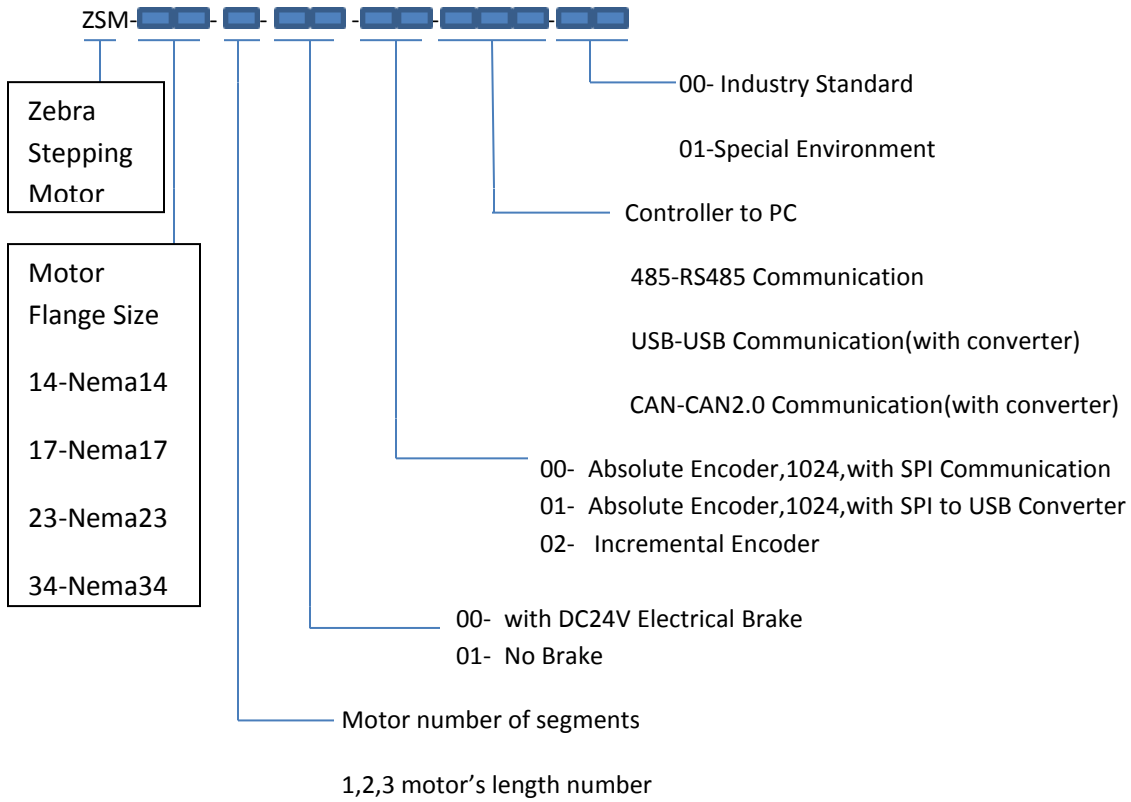 ZSM- - - - - -
00- Industry Standard
01-Special Environment
Zebra
Stepping
Motor
Controller to PC
485-RS485 Communication
USB-USB Communication(with converter)
CAN-CAN2.0 Communication(with converter)
Motor
Flange Size
14-Nema14
17-Nema17
23-Nema23
34-Nema34
00- Absolute Encoder,1024,with SPI Communication
01- Absolute Encoder,1024,with SPI to USB Converter
02- Incremental Encoder
00- with DC24V Electrical Brake
01- No Brake
Motor number of segments
1,2,3 motor’s length number